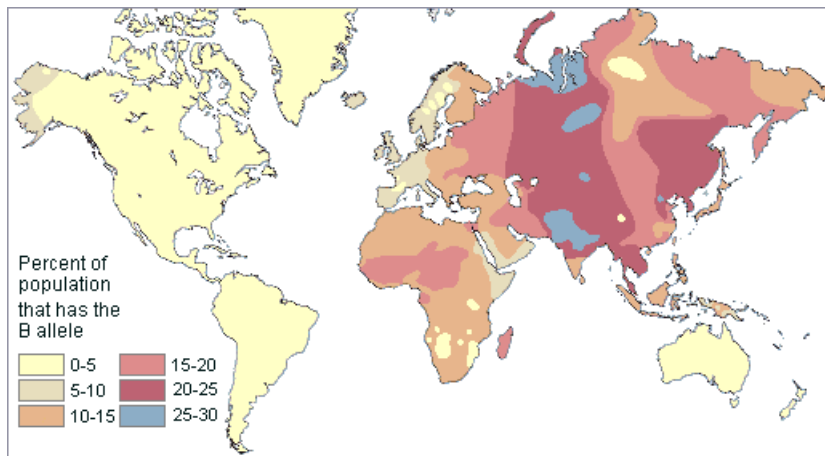 Percent of
population
that has the
B allele
0-5
15-20
5-10
20-25
10-15
25-30